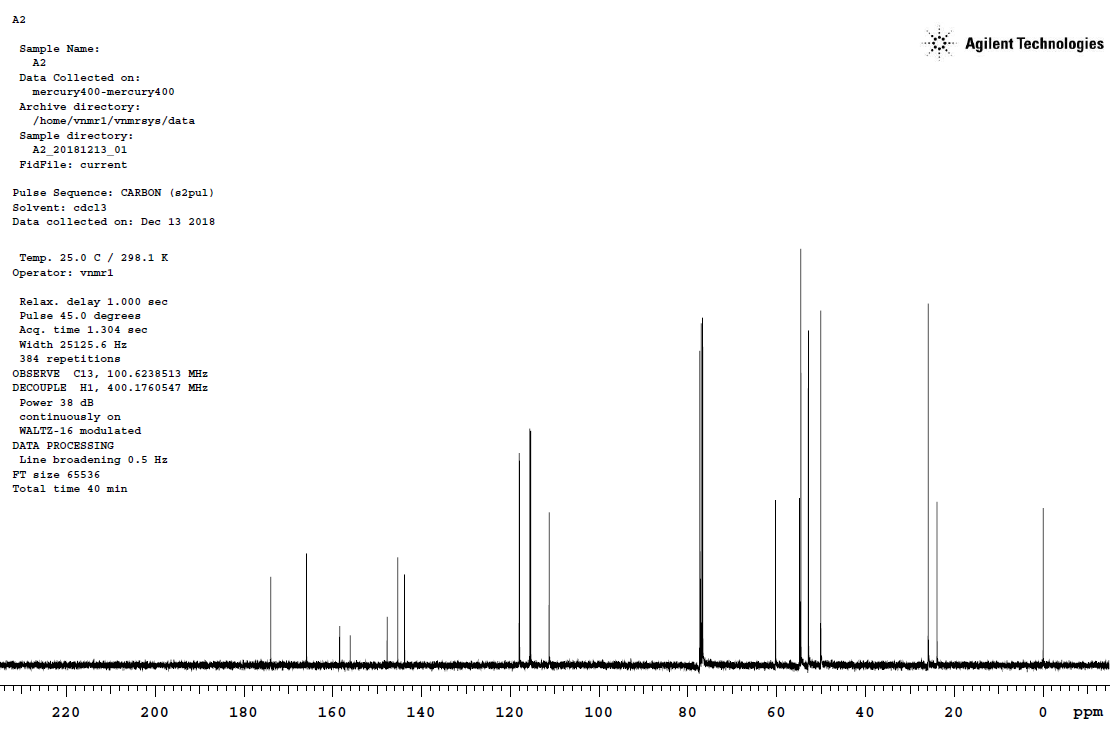 A2
Agilent Technologies
Sample Name:
A2
Data Collected on:
mercury400-mercury400
Archive directory:
/home/vnmr1/vnmrsys/data
Sample directory:
A2_20181213_01
FidFile: current
Pulse Sequence: CARBON (s2pul)
Solvent: cdcl3
Data collected on: Dec 13 2018
Temp. 25.0 C / 298.1 K
Operator: vnmr1
Relax. delay 1.000 sec
Pulse 45.0 degrees
Acq. time 1.304 sec
Width 25125.6 Hz
384 repetitions
OBSERVE C13, 100.6238513 MHz
DECOUPLE H1, 400.1760547 MHz
Power 38 dB
continuously on
WALTZ-16 modulated
DATA PROCESSING
Line broadening 0.5 Hz
FT size 65536
Total time 40 min
220 200 180 160 140 120 100 80 60 40 20 0 ppm